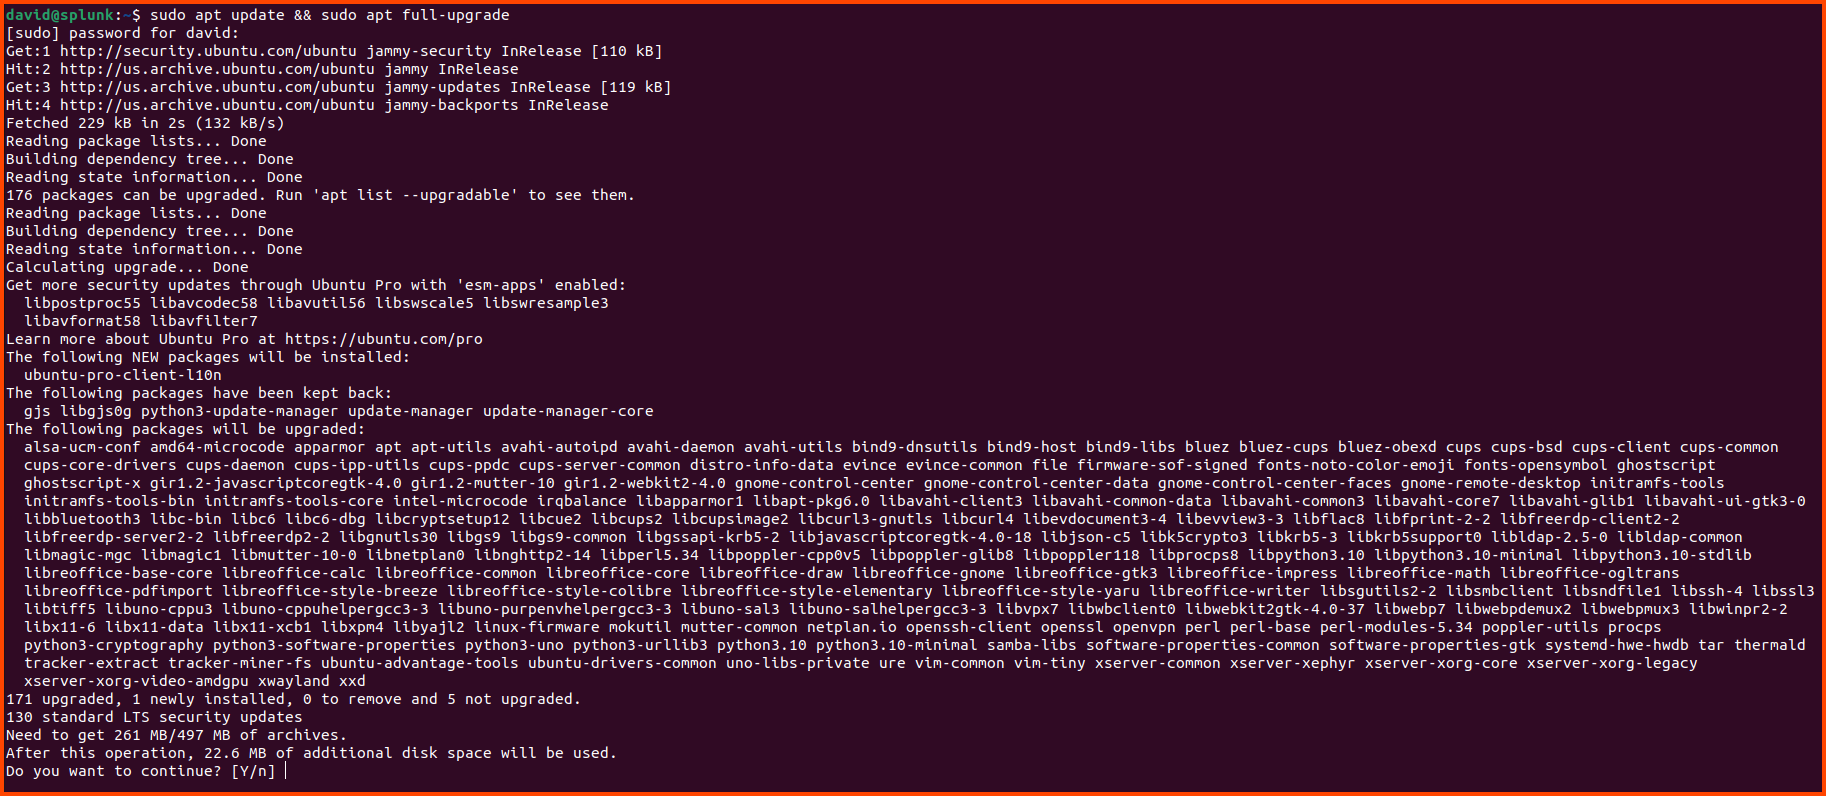 david@splunk:~$ sudo apt update && sudo apt full-upgrade
[sudo] password for david:
Get:1 http://security.ubuntu.com/ubuntu jammy-security InRelease [110 kB]
Hit:2 http://us.archive.ubuntu.com/ubuntu jammy InRelease
Get:3 http://us.archive.ubuntu.com/ubuntu jammy-updates InRelease [119 kB]
Hit:4 http://us.archive.ubuntu.com/ubuntu jammy-backports InRelease
Fetched 229 kB in 2s (132 kB/s)
Reading package lists... Done
Building dependency tree... Done
Reading state information... Done
176 packages can be upgraded. Run 'apt list --upgradable' to see them.
Reading package lists... Done
Building dependency tree... Done
Reading state information... Done
Calculating upgrade... Done
Get more security updates through Ubuntu Pro with 'esm-apps' enabled:
  libpostproc55 libavcodec58 libavutil56 libswscale5 libswresample3
  libavformat58 libavfilter7
Learn more about Ubuntu Pro at https://ubuntu.com/pro
The following NEW packages will be installed:
  ubuntu-pro-client-l10n
The following packages have been kept back:
  gjs libgjs0g python3-update-manager update-manager update-manager-core
The following packages will be upgraded:
  alsa-ucm-conf amd64-microcode apparmor apt apt-utils avahi-autoipd avahi-daemon avahi-utils bind9-dnsutils bind9-host bind9-libs bluez bluez-cups bluez-obexd cups cups-bsd cups-client cups-common
  cups-core-drivers cups-daemon cups-ipp-utils cups-ppdc cups-server-common distro-info-data evince evince-common file firmware-sof-signed fonts-noto-color-emoji fonts-opensymbol ghostscript
  ghostscript-x gir1.2-javascriptcoregtk-4.0 gir1.2-mutter-10 gir1.2-webkit2-4.0 gnome-control-center gnome-control-center-data gnome-control-center-faces gnome-remote-desktop initramfs-tools
  initramfs-tools-bin initramfs-tools-core intel-microcode irqbalance libapparmor1 libapt-pkg6.0 libavahi-client3 libavahi-common-data libavahi-common3 libavahi-core7 libavahi-glib1 libavahi-ui-gtk3-0
  libbluetooth3 libc-bin libc6 libc6-dbg libcryptsetup12 libcue2 libcups2 libcupsimage2 libcurl3-gnutls libcurl4 libevdocument3-4 libevview3-3 libflac8 libfprint-2-2 libfreerdp-client2-2
  libfreerdp-server2-2 libfreerdp2-2 libgnutls30 libgs9 libgs9-common libgssapi-krb5-2 libjavascriptcoregtk-4.0-18 libjson-c5 libk5crypto3 libkrb5-3 libkrb5support0 libldap-2.5-0 libldap-common
  libmagic-mgc libmagic1 libmutter-10-0 libnetplan0 libnghttp2-14 libperl5.34 libpoppler-cpp0v5 libpoppler-glib8 libpoppler118 libprocps8 libpython3.10 libpython3.10-minimal libpython3.10-stdlib
  libreoffice-base-core libreoffice-calc libreoffice-common libreoffice-core libreoffice-draw libreoffice-gnome libreoffice-gtk3 libreoffice-impress libreoffice-math libreoffice-ogltrans
  libreoffice-pdfimport libreoffice-style-breeze libreoffice-style-colibre libreoffice-style-elementary libreoffice-style-yaru libreoffice-writer libsgutils2-2 libsmbclient libsndfile1 libssh-4 libssl3
  libtiff5 libuno-cppu3 libuno-cppuhelpergcc3-3 libuno-purpenvhelpergcc3-3 libuno-sal3 libuno-salhelpergcc3-3 libvpx7 libwbclient0 libwebkit2gtk-4.0-37 libwebp7 libwebpdemux2 libwebpmux3 libwinpr2-2
  libx11-6 libx11-data libx11-xcb1 libxpm4 libyajl2 linux-firmware mokutil mutter-common netplan.io openssh-client openssl openvpn perl perl-base perl-modules-5.34 poppler-utils procps
  python3-cryptography python3-software-properties python3-uno python3-urllib3 python3.10 python3.10-minimal samba-libs software-properties-common software-properties-gtk systemd-hwe-hwdb tar thermald
  tracker-extract tracker-miner-fs ubuntu-advantage-tools ubuntu-drivers-common uno-libs-private ure vim-common vim-tiny xserver-common xserver-xephyr xserver-xorg-core xserver-xorg-legacy
  xserver-xorg-video-amdgpu xwayland xxd
171 upgraded, 1 newly installed, 0 to remove and 5 not upgraded.
130 standard LTS security updates
Need to get 261 MB/497 MB of archives.
After this operation, 22.6 MB of additional disk space will be used.
Do you want to continue? [Y/n]